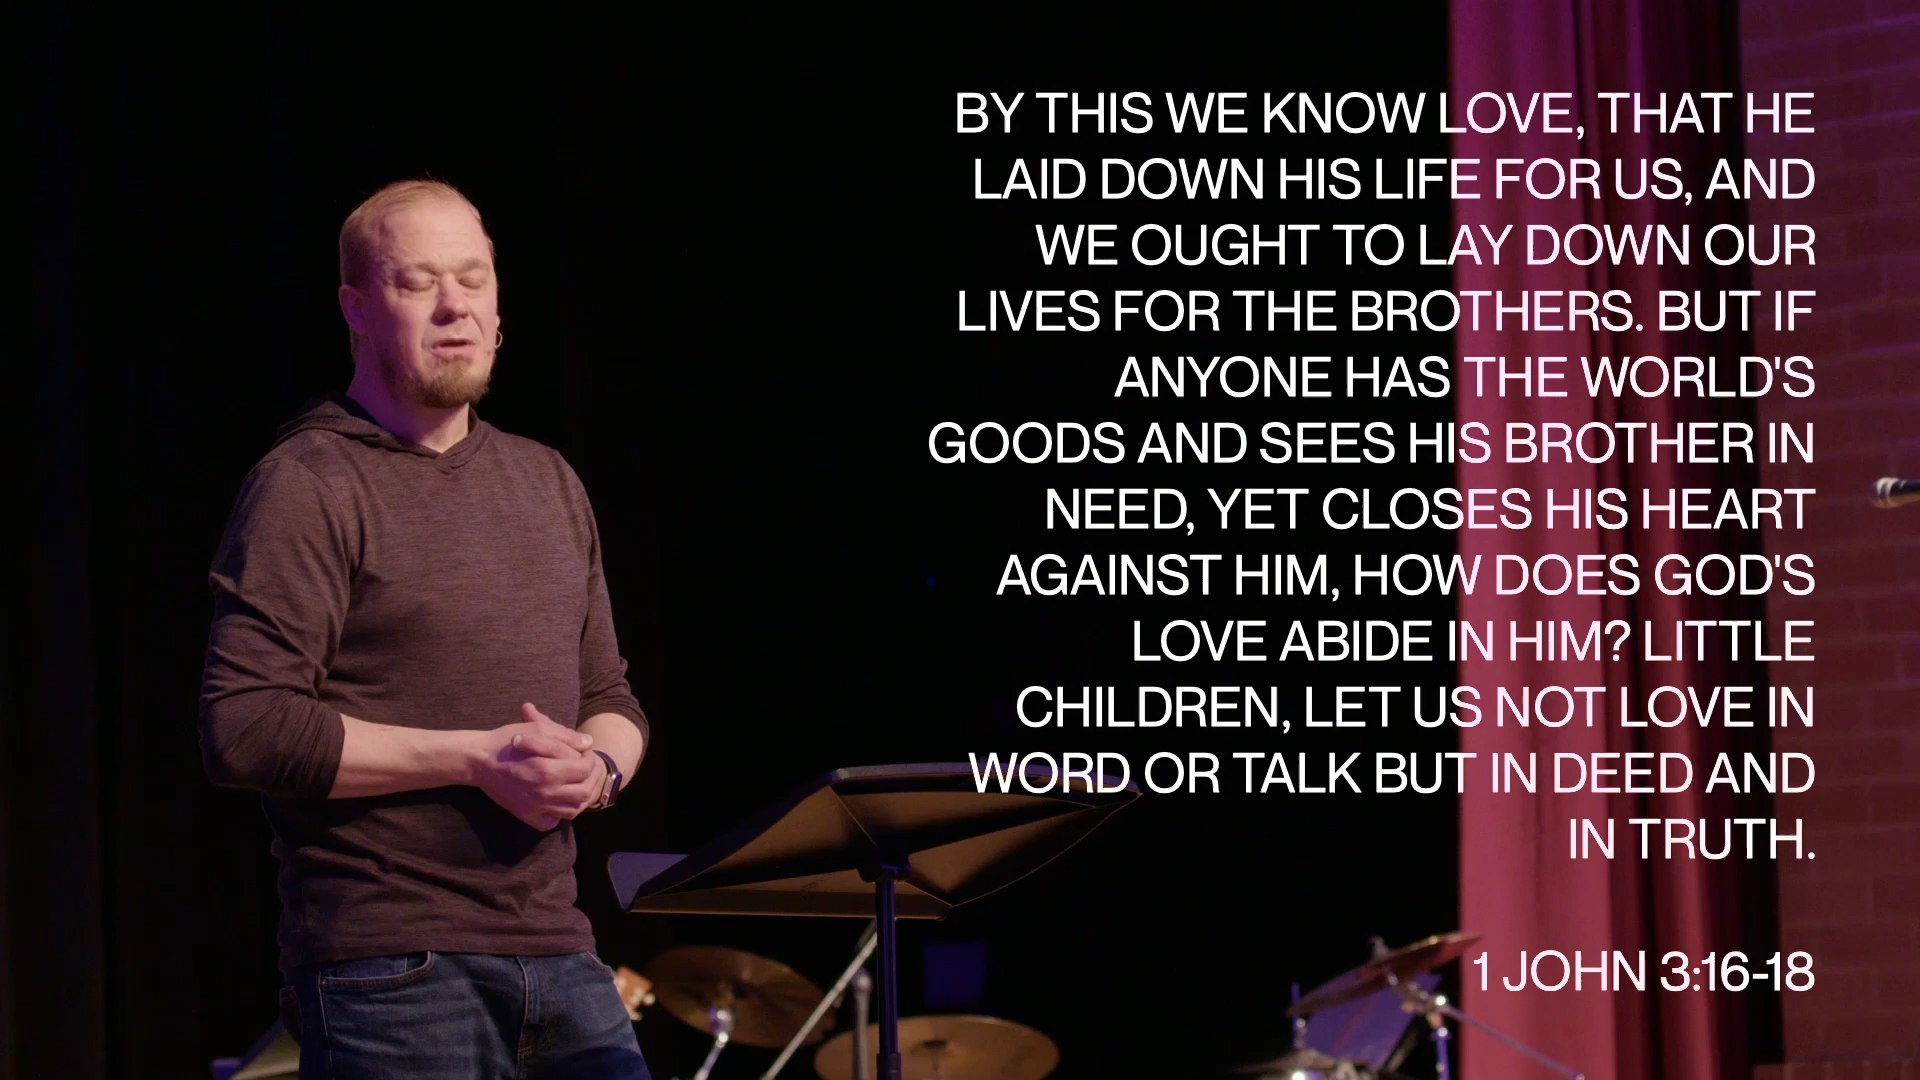 BY THIS WE KNOW LOVE, THAT HE
LAID DOWN HIS LIFE FOR US, AND
WE OUGHT TO LAY DOWN OUR
LIVES FOR THE BROTHERS. BUT IF
ANYONE HAS THE WORLD'S
GOODS AND SEES HIS BROTHER IN
NEED, YET CLOSES HIS HEART
AGAINST HIM, HOW DOES GOD'S
LOVE ABIDE IN HIM? LITTLE
CHILDREN, LET US NOT LOVE IN
WORD OR TALK BUT IN DEED AND
IN TRUTH.
1 JOHN 3:16-18